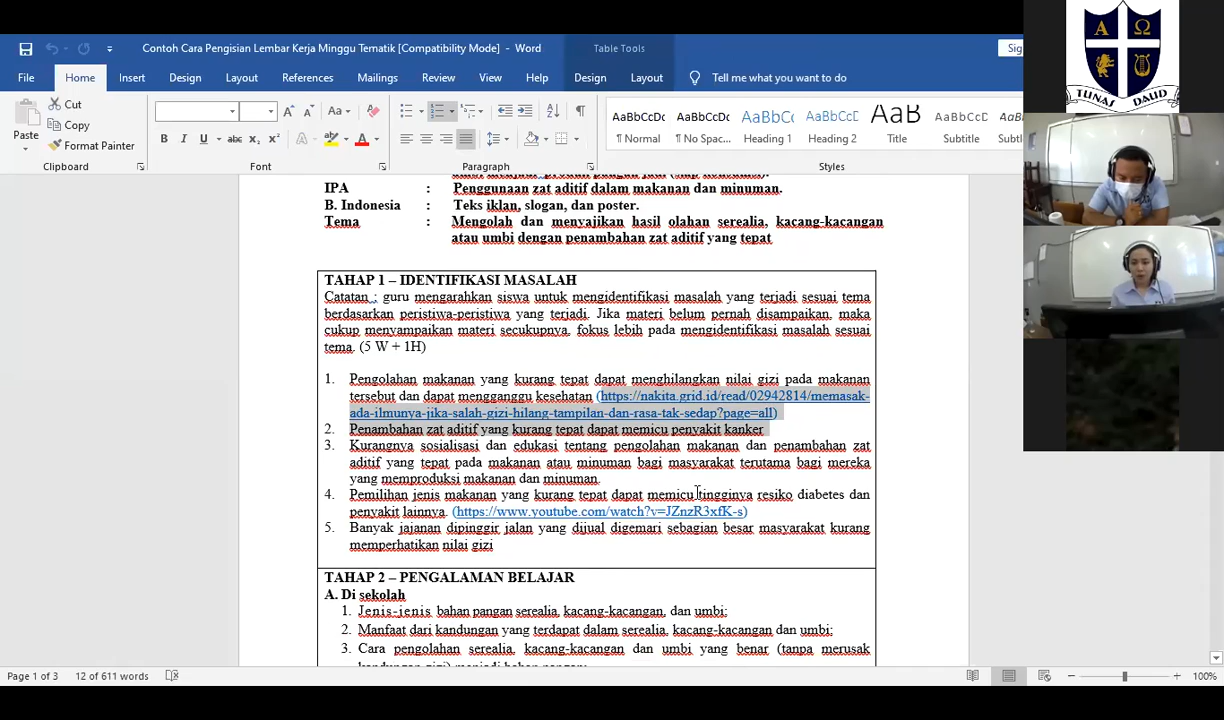 Contoh Cara Pengisian Lembar Kerja Minggu Tematik [Compatibility Mode] - Word
Table Tools
File Home Insert Design Layout References Mailings Review View Help Design Layout Tell me what you want to do
Cut
Copy
Format Painter
Paste
Clipboard
Aa
B I U abc A
Font
Paragraph
AaBbCcDc AaBbCcDc AaBbCc AaBbCcD AaB AaBbCcD
¶ Normal ¶ No Spac... Heading 1 Heading 2 Title Subtitle
Styles
A Ω
TUNAS DAUD
IPA : Penggunaan zat aditif dalam makanan dan minuman.
B. Indonesia : Teks iklan, slogan, dan poster.
Tema : Mengolah dan menyajikan hasil olahan serealia, kacang-kacangan
atau umbi dengan penambahan zat aditif yang tepat
TAHAP 1 – IDENTIFIKASI MASALAH
Catatan : guru mengarahkan siswa untuk mengidentifikasi masalah yang terjadi sesuai tema
berdasarkan peristiwa-peristiwa yang terjadi. Jika materi belum pernah disampaikan, maka
cukup menyampaikan materi secukupnya, fokus lebih pada mengidentifikasi masalah sesuai
tema. (5 W + 1H)
1. Pengolahan makanan yang kurang tepat dapat menghilangkan nilai gizi pada makanan
tersebut dan dapat mengganggu kesehatan (https://nakita.grid.id/read/02942814/memasak-
ada-ilmunya-jika-salah-gizi-hilang-tampilan-dan-rasa-tak-sedap?page=all)
2. Penambahan zat aditif yang kurang tepat dapat memicu penyakit kanker
3. Kurangnya sosialisasi dan edukasi tentang pengolahan makanan dan penambahan zat
aditif yang tepat pada makanan atau minuman bagi masyarakat terutama bagi mereka
yang memproduksi makanan dan minuman.
4. Pemilihan jenis makanan yang kurang tepat dapat memicu tingginya resiko diabetes dan
penyakit lainnya. (https://www.youtube.com/watch?v=JZnzR3xfK-s)
5. Banyak jajanan dipinggir jalan yang dijual digemari sebagian besar masyarakat kurang
memperhatikan nilai gizi
TAHAP 2 – PENGALAMAN BELAJAR
A. Di sekolah
1. Jenis-jenis bahan pangan serealia, kacang-kacangan, dan umbi;
2. Manfaat dari kandungan yang terdapat dalam serealia, kacang-kacangan dan umbi;
3. Cara pengolahan serealia, kacang-kacangan dan umbi yang benar (tanpa merusak
Page 1 of 3 12 of 611 words 100%